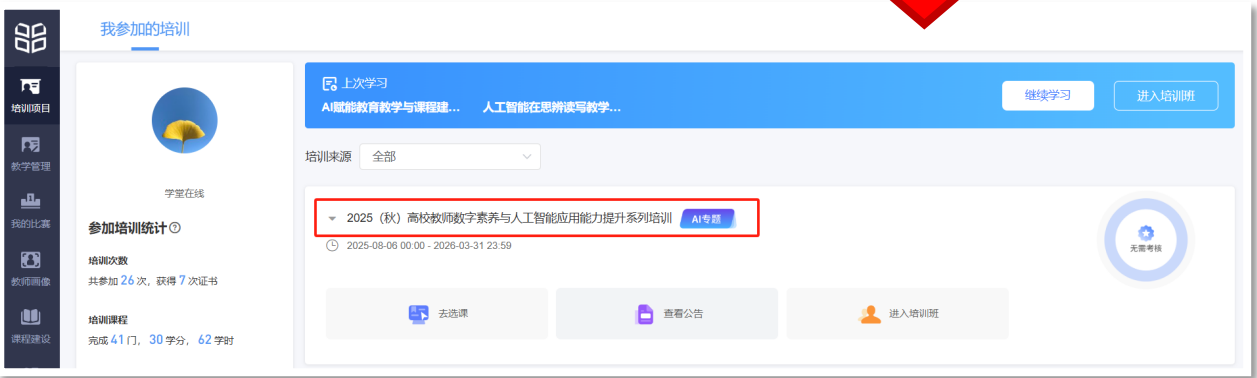 我参加的培训
培训项目
教学管理
我的比赛
教师画像
课程建设
学堂在线
参加培训统计
培训次数
共参加 26 次，获得 7 次证书
培训课程
完成 41 门， 30 学分， 62 学时
上次学习
AI赋能教育教学与课程建... 人工智能在思辨读写教学...
继续学习 进入培训班
培训来源 全部
2025（秋）高校教师数字素养与人工智能应用能力提升系列培训 AI专题
2025-08-06 00:00 - 2026-03-31 23:59
无需考核
去选课 查看公告 进入培训班